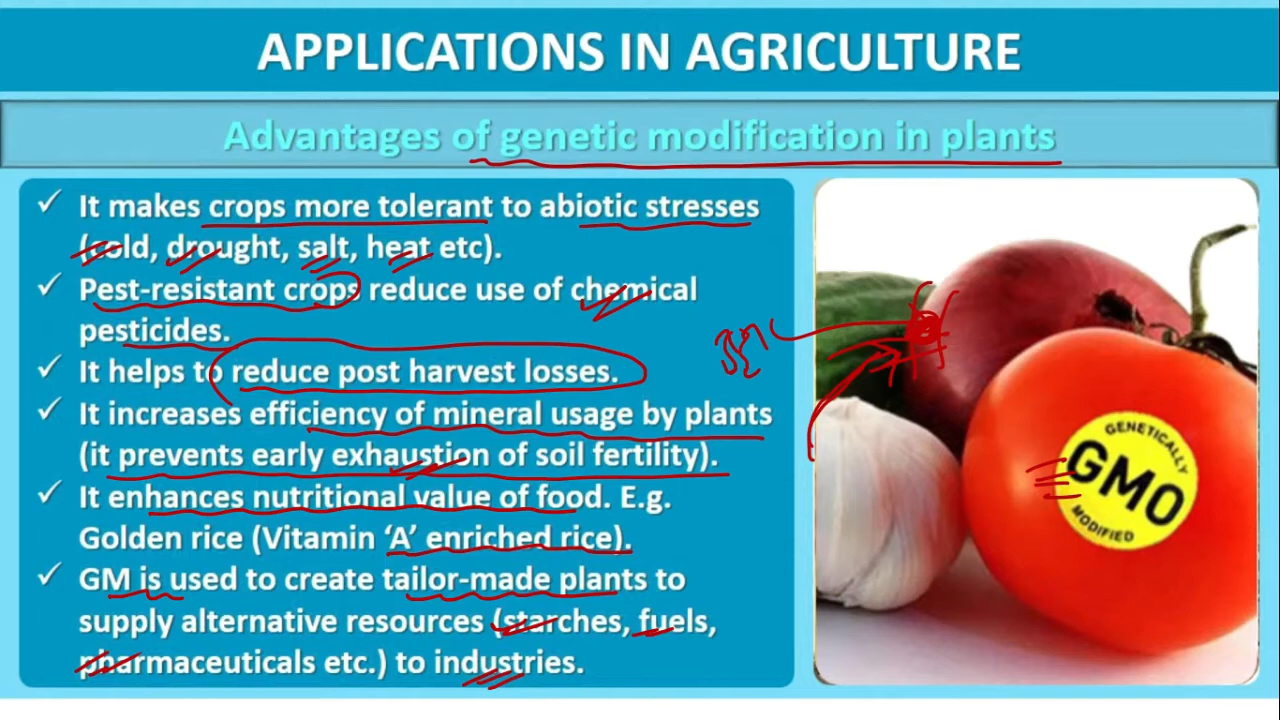 APPLICATIONS IN AGRICULTURE
Advantages of genetic modification in plants
✓ It makes crops more tolerant to abiotic stresses
(cold, drought, salt, heat etc).
✓ Pest-resistant crops reduce use of chemical
pesticides.
✓ It helps to reduce post harvest losses.
✓ It increases efficiency of mineral usage by plants
(it prevents early exhaustion of soil fertility).
✓ It enhances nutritional value of food. E.g.
Golden rice (Vitamin ‘A’ enriched rice).
✓ GM is used to create tailor-made plants to
supply alternative resources (starches, fuels,
pharmaceuticals etc.) to industries.
GENETICALLY
GMO
MODIFIED